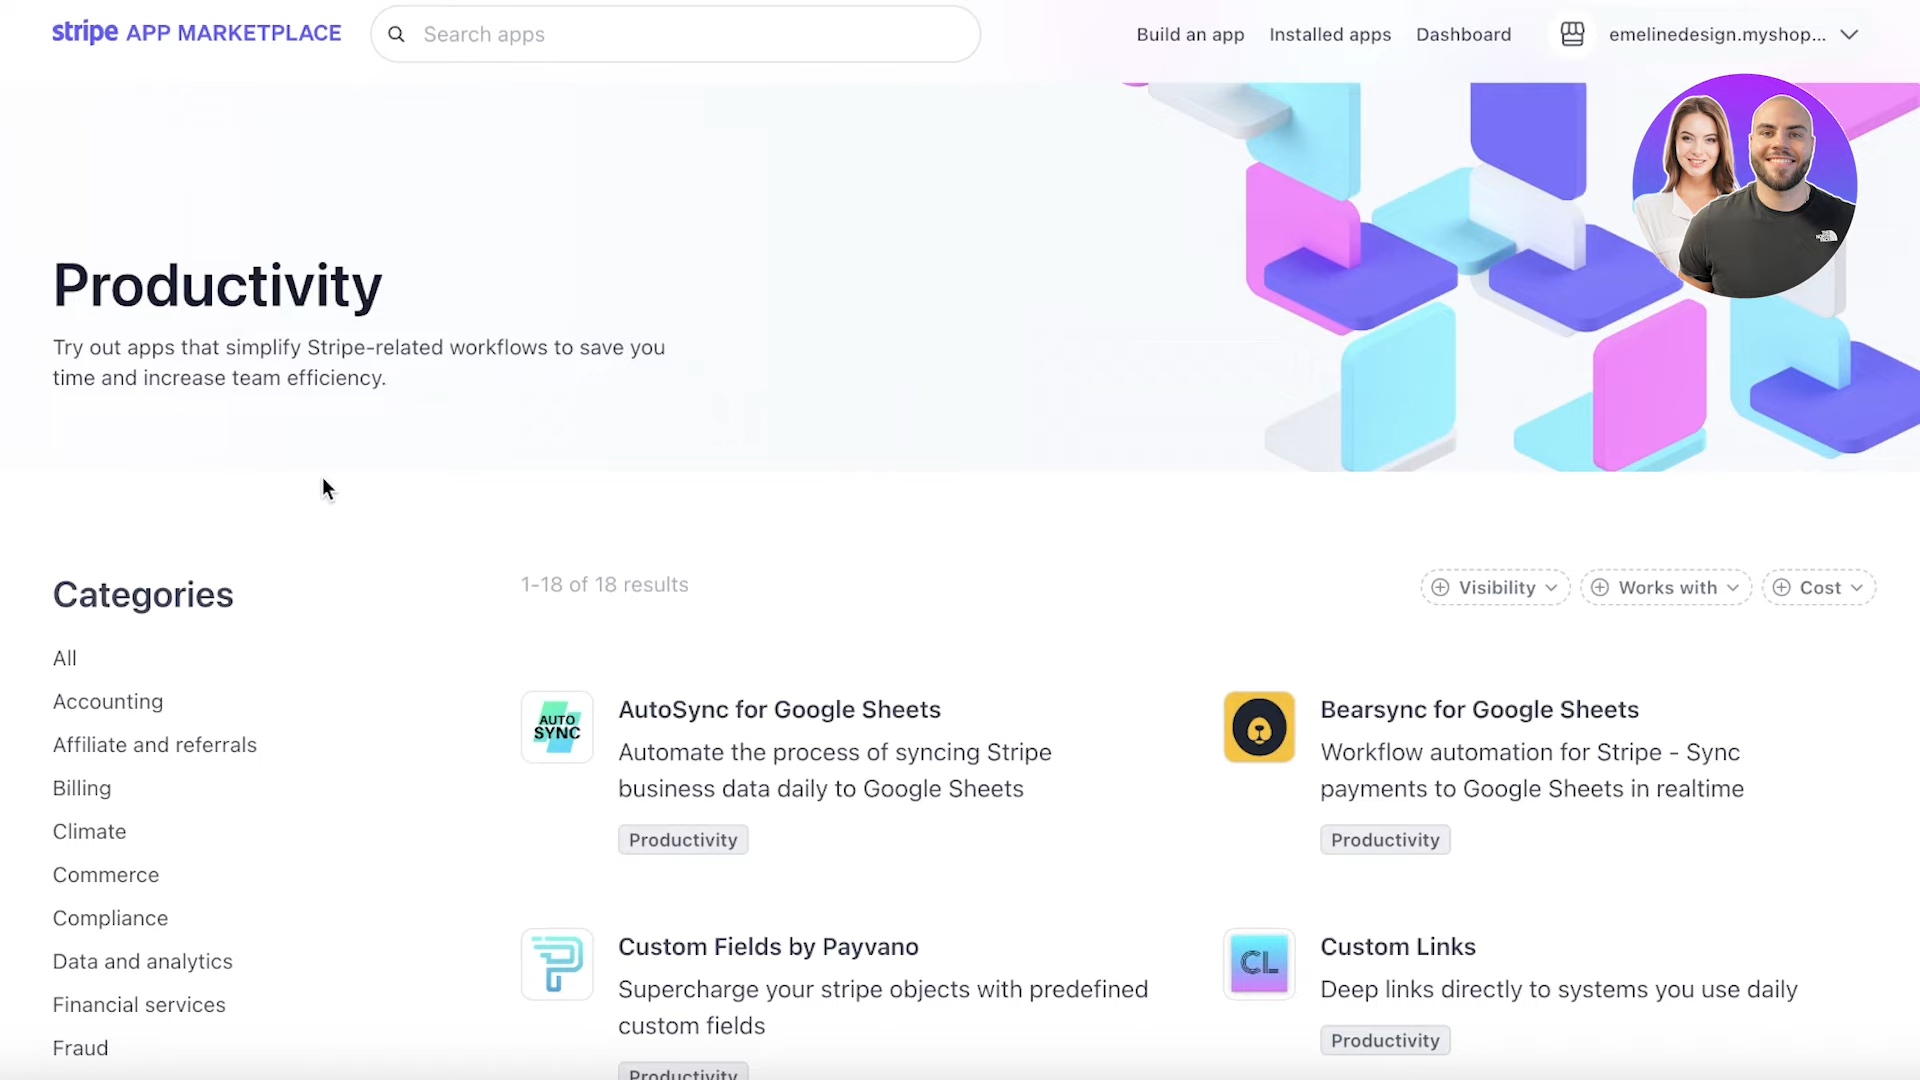 stripe APP MARKETPLACE
Search apps
Build an app
Installed apps
Dashboard
emelinedesign.myshop...
THE NORTH FACE
Productivity
Try out apps that simplify Stripe-related workflows to save you
time and increase team efficiency.
Categories
1-18 of 18 results
Visibility
Works with
Cost
All
Accounting
Affiliate and referrals
Billing
Climate
Commerce
Compliance
Data and analytics
Financial services
Fraud
AUTO
SYNC
AutoSync for Google Sheets
Automate the process of syncing Stripe
business data daily to Google Sheets
Productivity
Bearsync for Google Sheets
Workflow automation for Stripe - Sync
payments to Google Sheets in realtime
Productivity
Custom Fields by Payvano
Supercharge your stripe objects with predefined
custom fields
Productivity
CL
Custom Links
Deep links directly to systems you use daily
Productivity